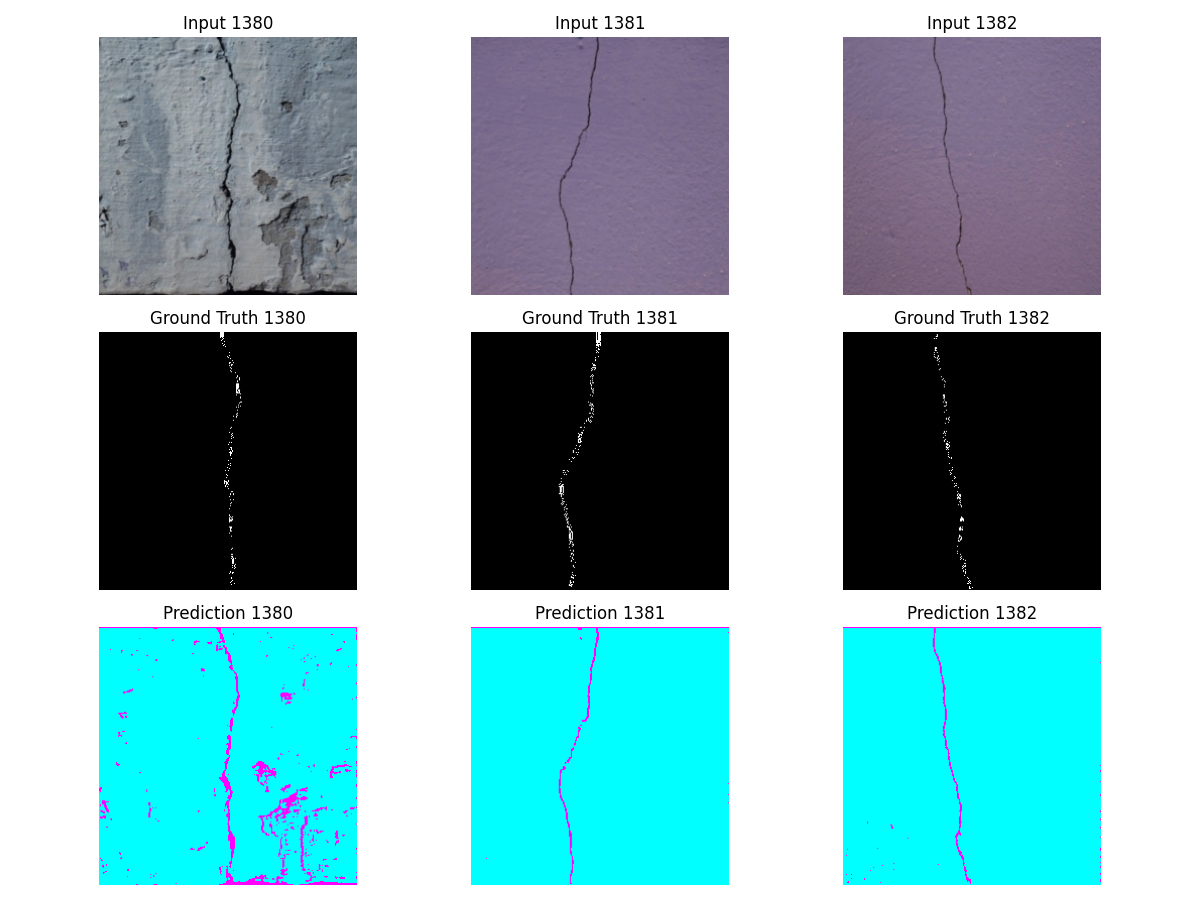 Input 1380
Input 1381
Input 1382
Ground Truth 1380
Ground Truth 1381
Ground Truth 1382
Prediction 1380
Prediction 1381
Prediction 1382